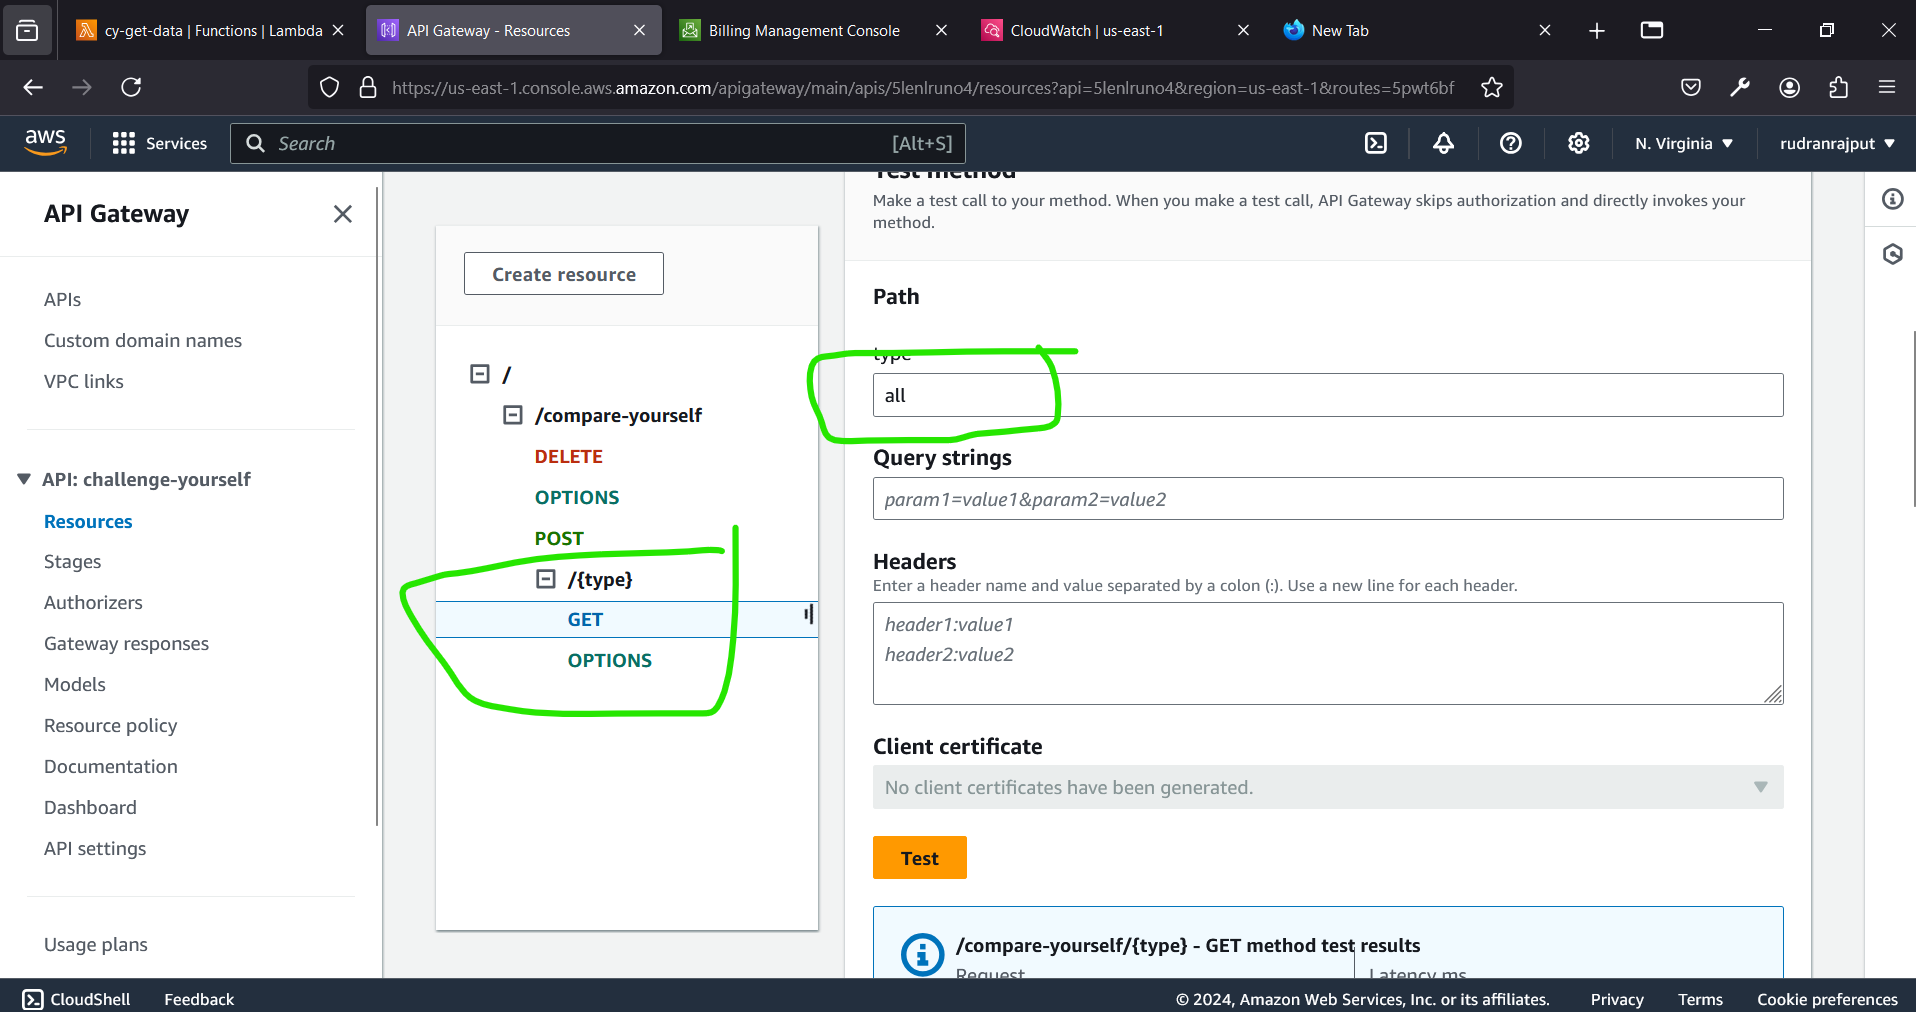 cy-get-data | Functions | Lambda
API Gateway - Resources
Billing Management Console
CloudWatch | us-east-1
New Tab
https://us-east-1.console.aws.amazon.com/apigateway/main/apis/5lenlruno4/resources?api=5lenlruno4&region=us-east-1&routes=5pwt6bf
aws
Services
Search
[Alt+S]
N. Virginia
rudranrajput
API Gateway
APIs
Custom domain names
VPC links
API: challenge-yourself
Resources
Stages
Authorizers
Gateway responses
Models
Resource policy
Documentation
Dashboard
API settings
Usage plans
Create resource
/
/compare-yourself
DELETE
OPTIONS
POST
/{type}
GET
OPTIONS
Test method
Make a test call to your method. When you make a test call, API Gateway skips authorization and directly invokes your
method.
Path
type
all
Query strings
param1=value1&param2=value2
Headers
Enter a header name and value separated by a colon (:). Use a new line for each header.
header1:value1
header2:value2
Client certificate
No client certificates have been generated.
Test
/compare-yourself/{type} - GET method test results
Request
Latency ms
CloudShell
Feedback
© 2024, Amazon Web Services, Inc. or its affiliates.
Privacy
Terms
Cookie preferences